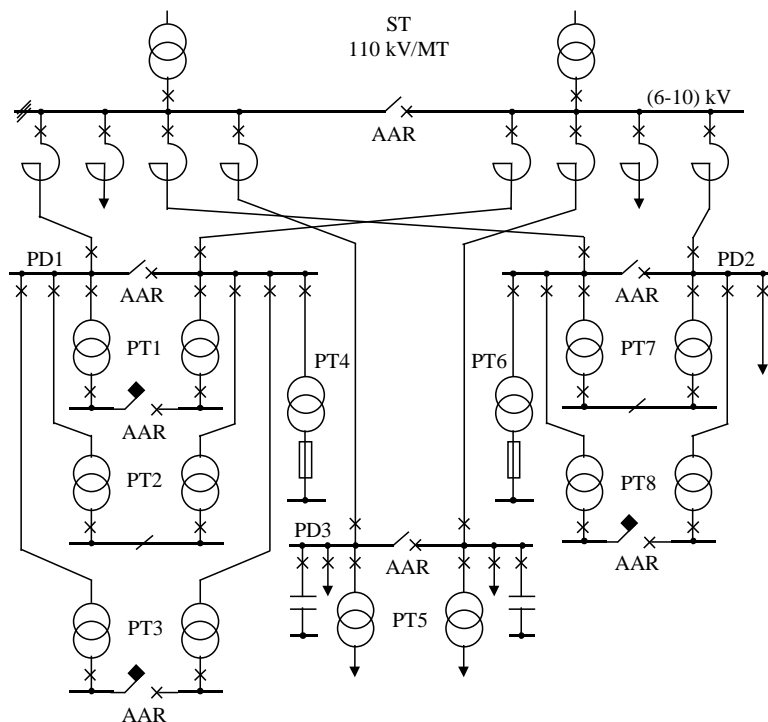 ST
110 kV/MT
(6-10) kV
AAR
PD1
PD2
AAR
AAR
PT1
PT4
PT6
PT7
AAR
PT2
PT8
PD3
AAR
AAR
PT3
PT5
AAR